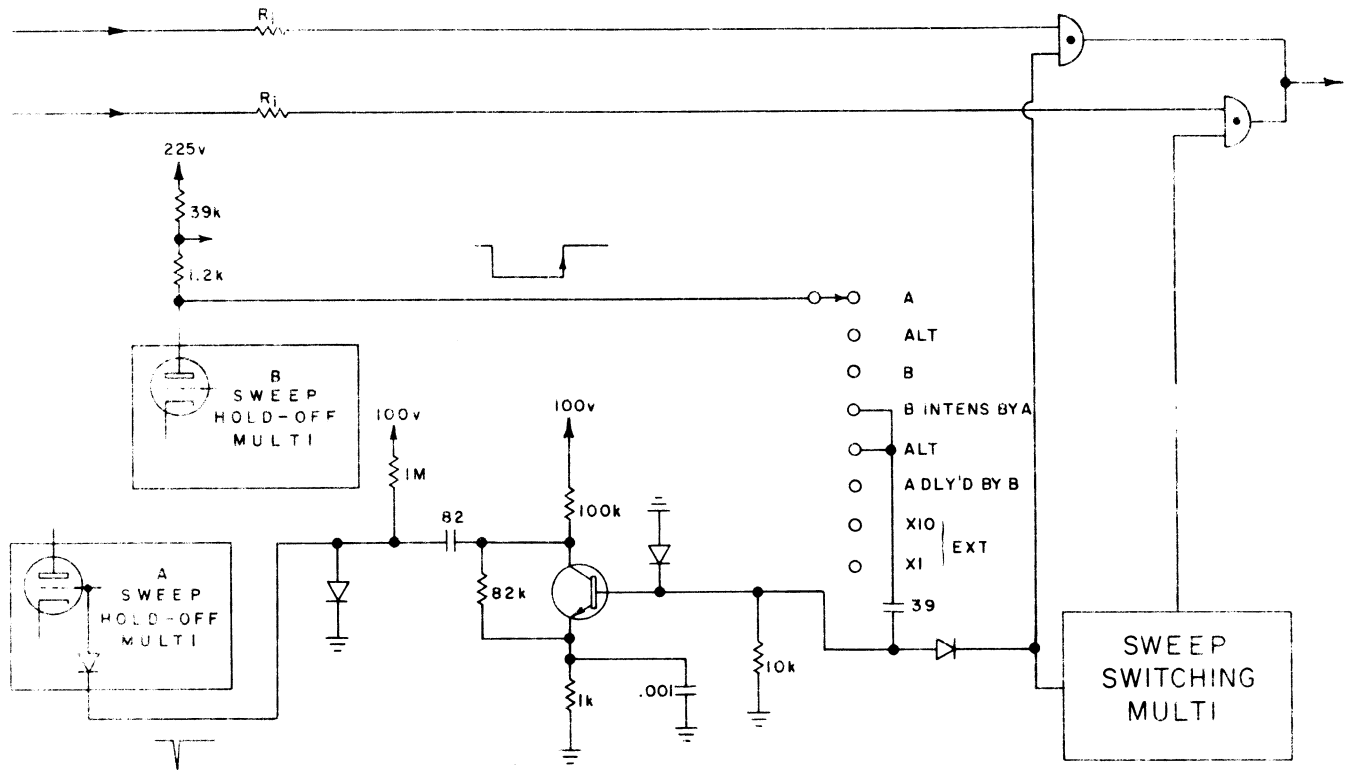 Ri
Ri
225v
39k
1.2k
A
ALT
B
B INTENS BY A
ALT
A DLY'D BY B
X10
X1
EXT
B
SWEEP
HOLD-OFF
MULTI
100v
1M
100v
100k
82
82k
A
SWEEP
HOLD-OFF
MULTI
10k
39
1k
.001
SWEEP
SWITCHING
MULTI